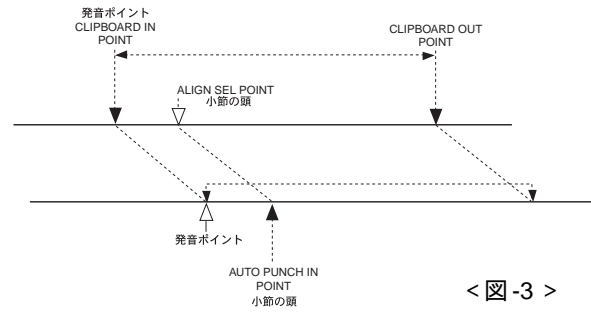 発音ポイント
CLIPBOARD IN
POINT
CLIPBOARD OUT
POINT
ALIGN SEL POINT
小節の頭
発音ポイント
AUTO PUNCH IN
POINT
小節の頭
<図-3 >